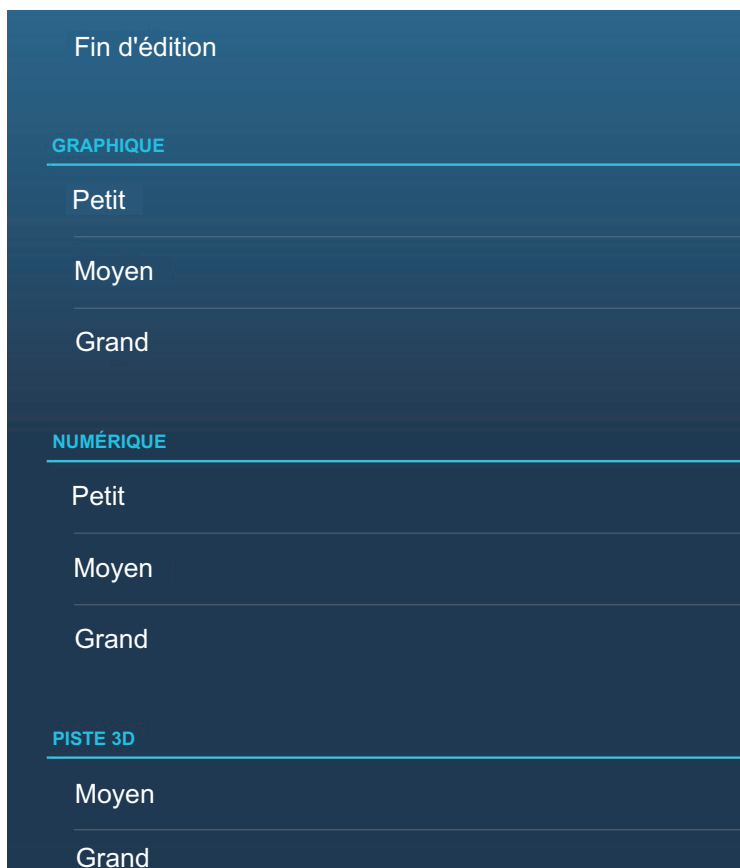 Fin d'édition
GRAPHIQUE
Petit
Moyen
Grand
NUMÉRIQUE
Petit
Moyen
Grand
PISTE 3D
Moyen
Grand